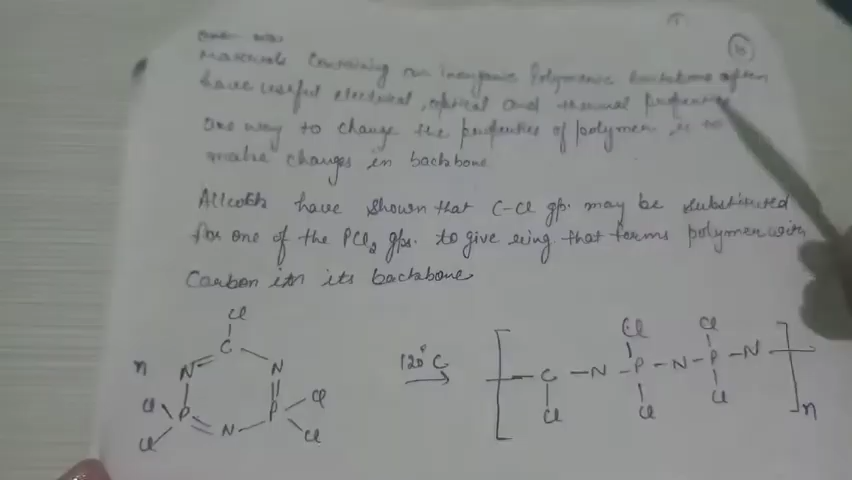 15
Materials Containing an inorganic Polymeric backbone often
have useful electrical, optical and thermal properties
One way to change the properties of polymer is to
make changes in backbone
Allcock have shown that C-Cl gp. may be substituted
for one of the PCl2 gps. to give ring that forms polymer with
Carbon in its backbone
Cl
C
N N
n
Cl P P Cl
Cl N Cl
120°C
[ C - N - P - N - P - N ]n
Cl Cl
Cl Cl Cl